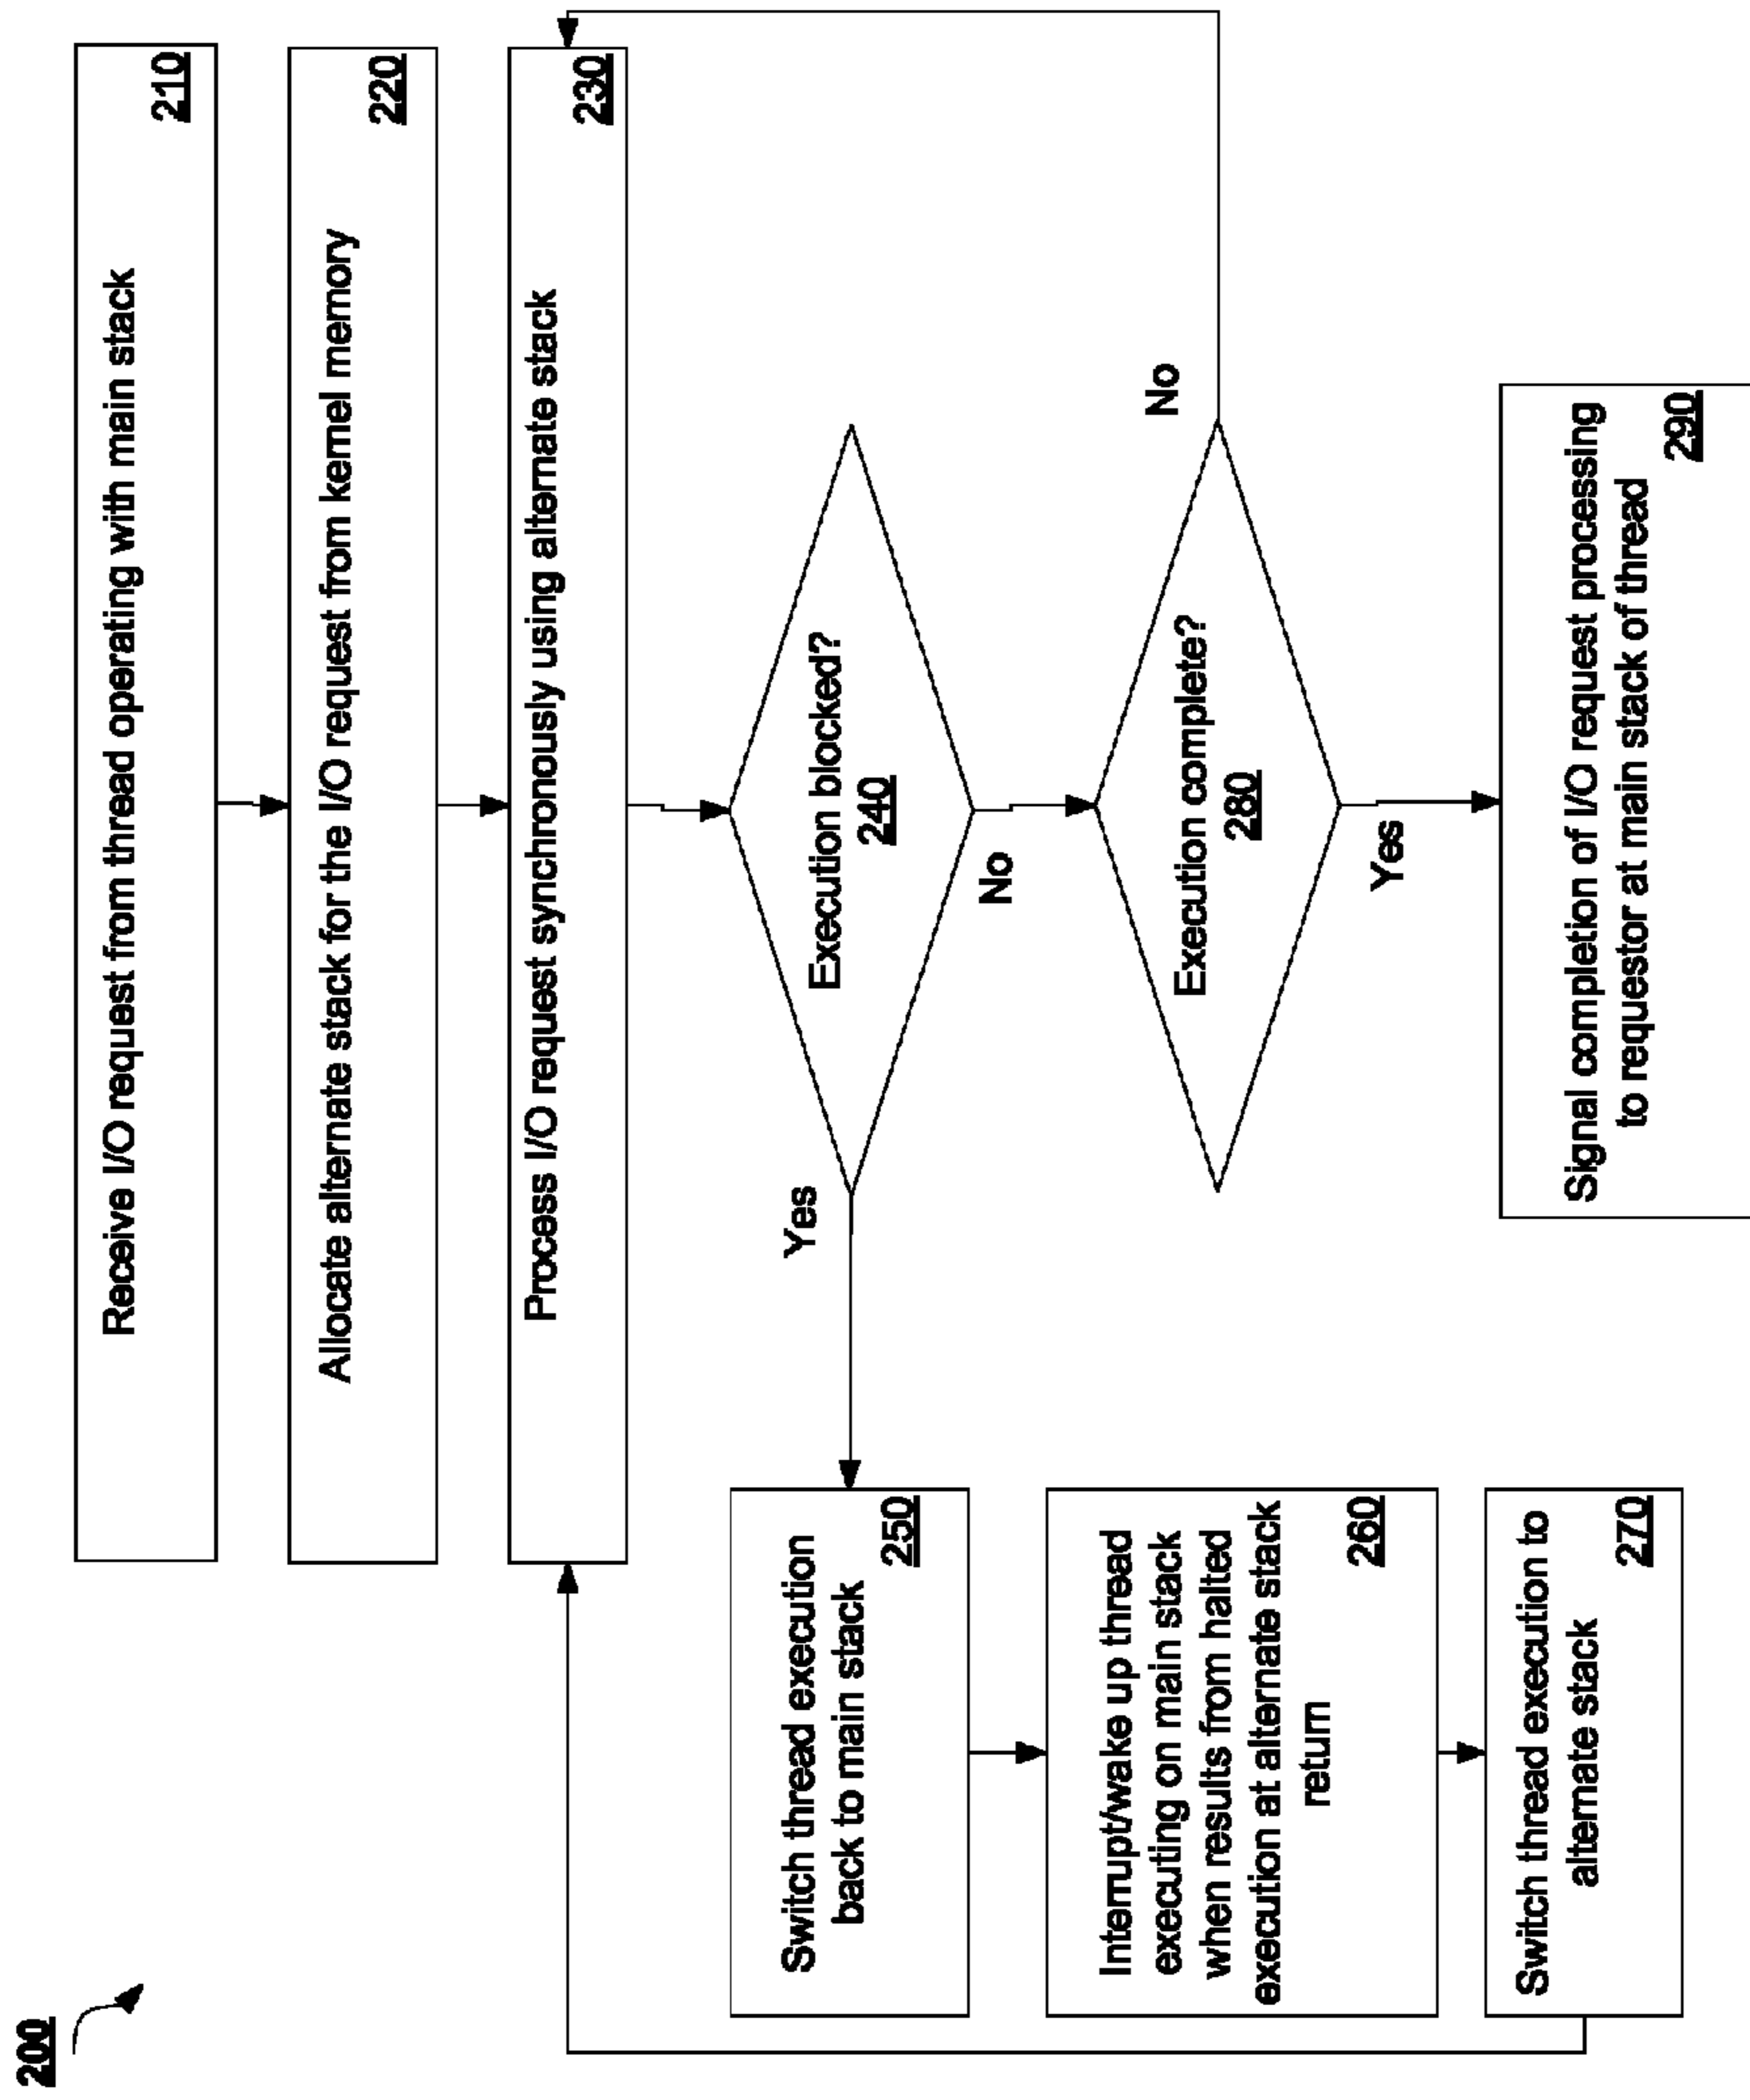 200
Receive I/O request from thread operating with main stack
210
Allocate alternate stack for the I/O request from kernel memory
220
Process I/O request synchronously using alternate stack
230
Execution blocked?
240
Yes
No
Switch thread execution
back to main stack
250
Interrupt/wake up thread
executing on main stack
when results from halted
execution at alternate stack
return
260
Switch thread execution to
alternate stack
270
Execution complete?
280
No
Yes
Signal completion of I/O request processing
to requestor at main stack of thread
290